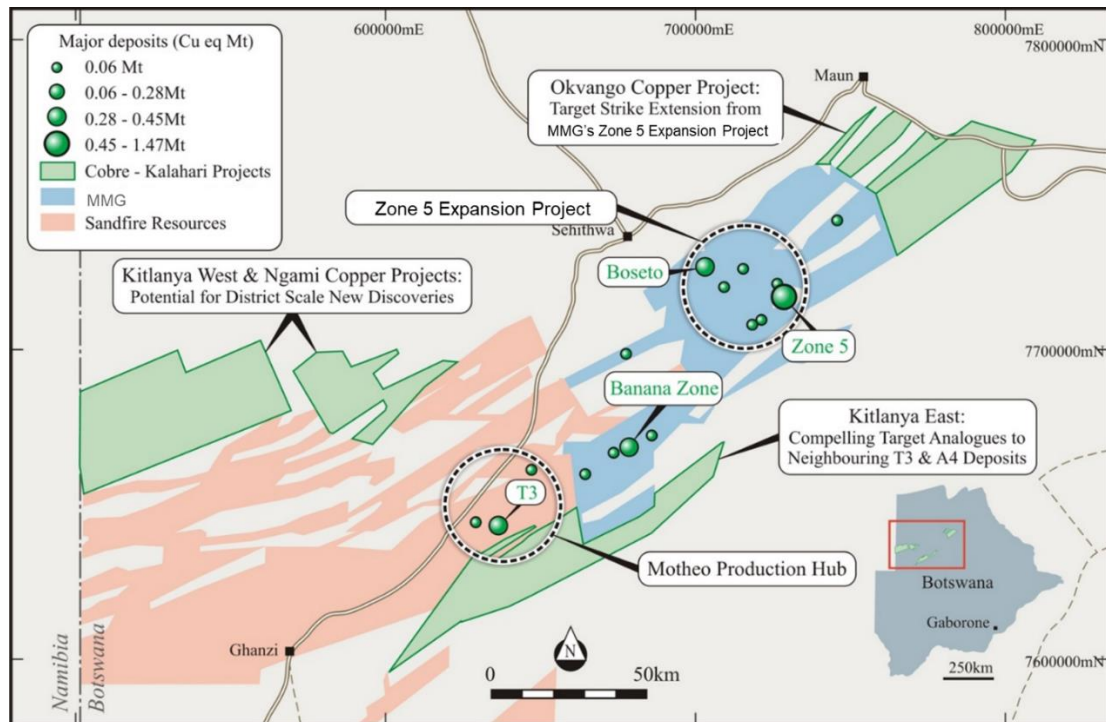 600000mE
700000mE
800000mE
7800000mN
Major deposits (Cu eq Mt)
0.06 Mt
0.06 - 0.28Mt
0.28 - 0.45Mt
0.45 - 1.47Mt
Cobre - Kalahari Projects
MMG
Sandfire Resources
Okvango Copper Project:
Target Strike Extension from
MMG's Zone 5 Expansion Project
Maun
Zone 5 Expansion Project
Sehithwa
Kitlanya West & Ngami Copper Projects:
Potential for District Scale New Discoveries
Boseto
Zone 5
7700000mN
Banana Zone
Kitlanya East:
Compelling Target Analogues to
Neighbouring T3 & A4 Deposits
T3
Motheo Production Hub
Botswana
Gaborone
250km
Ghanzi
N
0
50km
7600000mN
Namibia
Botswana